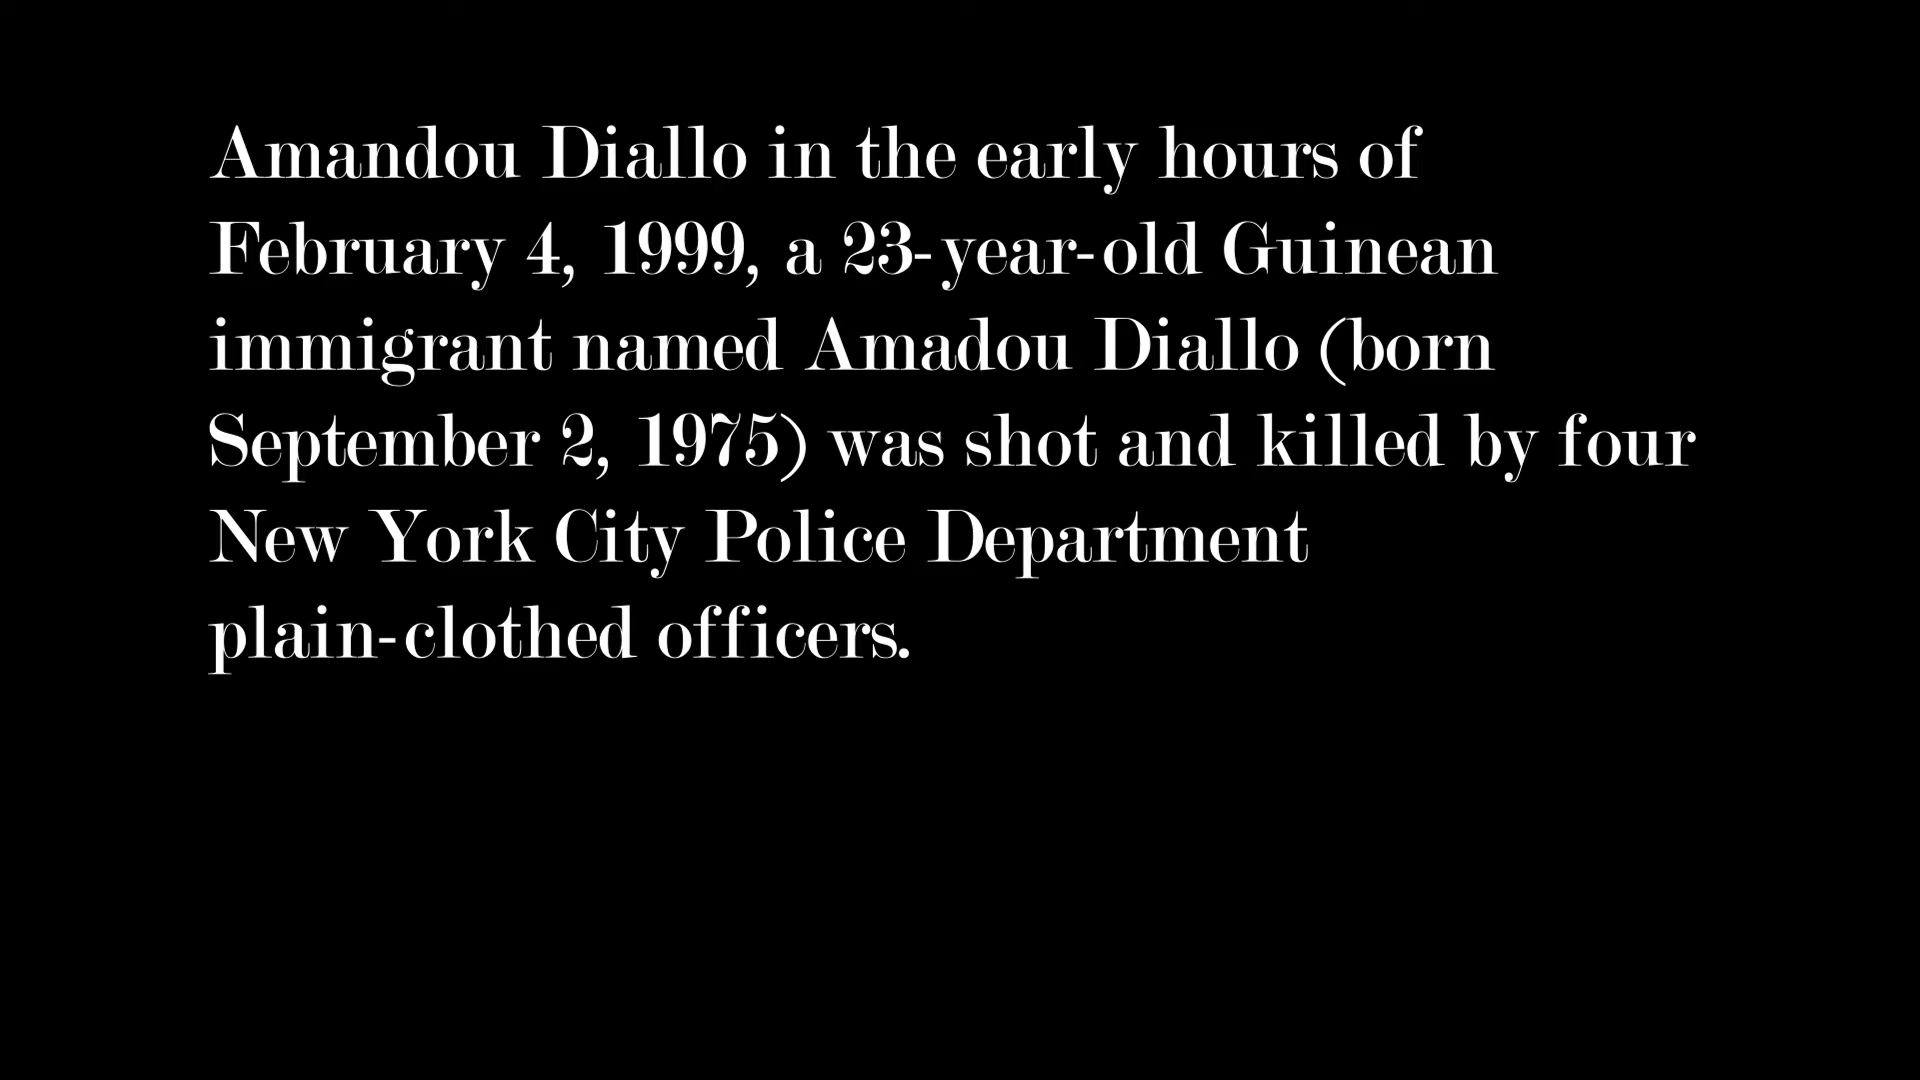 Amandou Diallo in the early hours of
February 4, 1999, a 23-year-old Guinean
immigrant named Amadou Diallo (born
September 2, 1975) was shot and killed by four
New York City Police Department
plain-clothed officers.